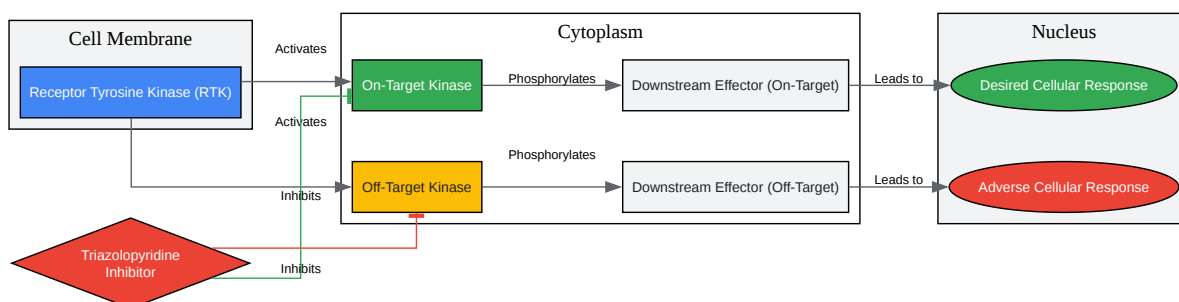 Cell Membrane
Cytoplasm
Nucleus
Activates
Receptor Tyrosine Kinase (RTK)
On-Target Kinase
Phosphorylates
Downstream Effector (On-Target)
Leads to
Desired Cellular Response
Activates
Phosphorylates
Off-Target Kinase
Downstream Effector (Off-Target)
Leads to
Adverse Cellular Response
Inhibits
Triazolopyridine
Inhibitor
Inhibits